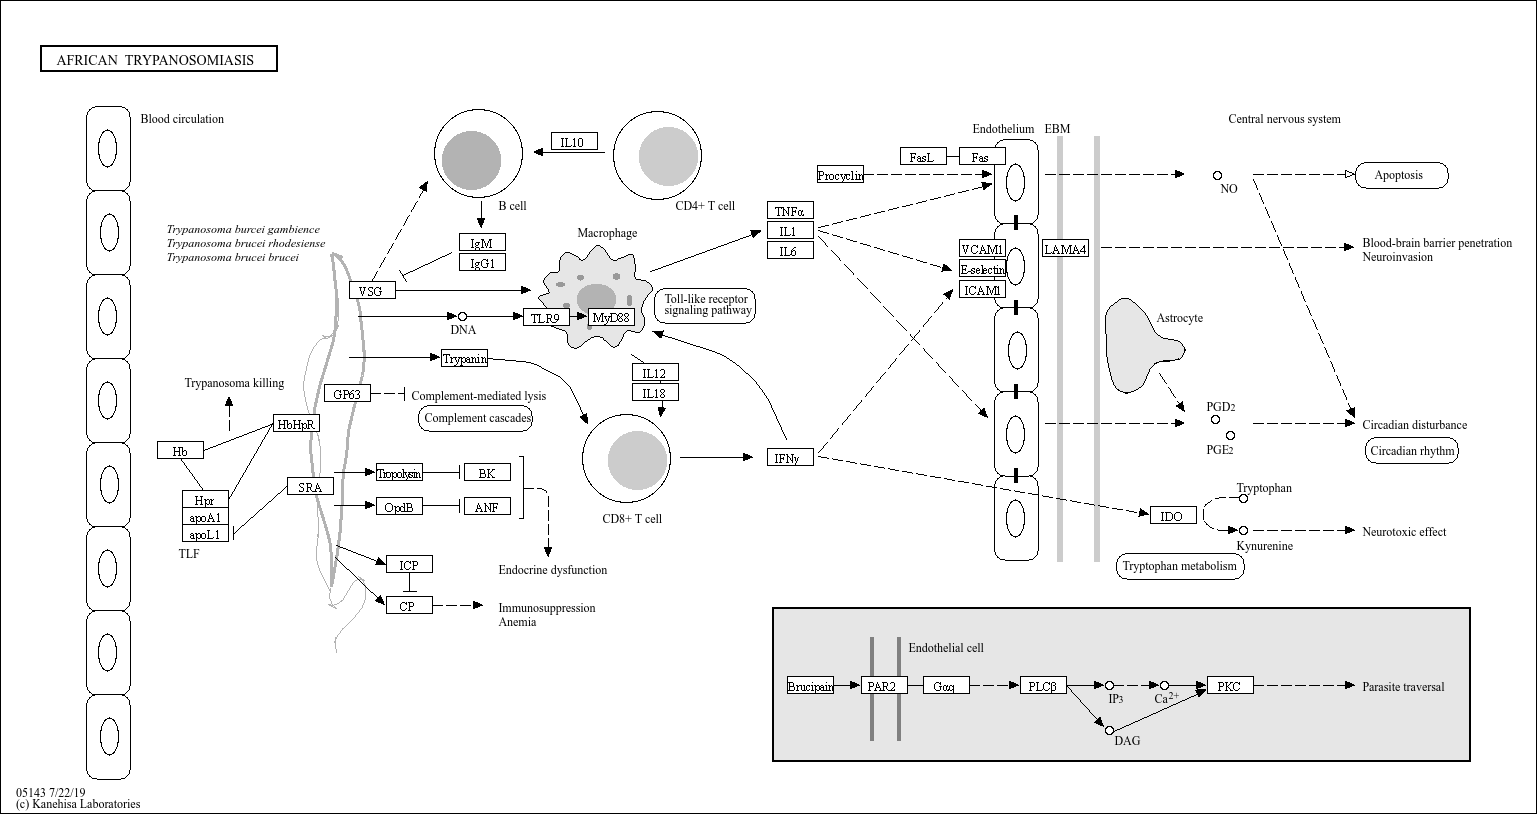 AFRICAN TRYPANOSOMIASIS
Blood circulation
Trypanosoma burcei gambience
Trypanosoma brucei rhodesiense
Trypanosoma brucei brucei
IL10
B cell
CD4+ T cell
IgM
IgG1
Macrophage
VSG
DNA
TLR9
MyD88
Toll-like receptor
signaling pathway
Trypanin
IL12
IL18
GP63
Complement-mediated lysis
Complement cascades
Trypanosoma killing
HbHpR
Hb
Hpr
apoA1
apoL1
TLF
SRA
Tropolysin
BK
OpdB
ANF
CD8+ T cell
Endocrine dysfunction
ICP
CP
Immunosuppression
Anemia
Procyclin
FasL
Fas
Endothelium
EBM
Central nervous system
TNFα
IL1
IL6
VCAM1
E-selectin
ICAM1
LAMA4
NO
Apoptosis
Blood-brain barrier penetration
Neuroinvasion
Astrocyte
PGD2
PGE2
Circadian disturbance
Circadian rhythm
IFNγ
IDO
Tryptophan
Kynurenine
Neurotoxic effect
Tryptophan metabolism
Endothelial cell
Brucipain
PAR2
Gαq
PLCβ
IP3
Ca2+
PKC
DAG
Parasite traversal
05143 7/22/19
(c) Kanehisa Laboratories